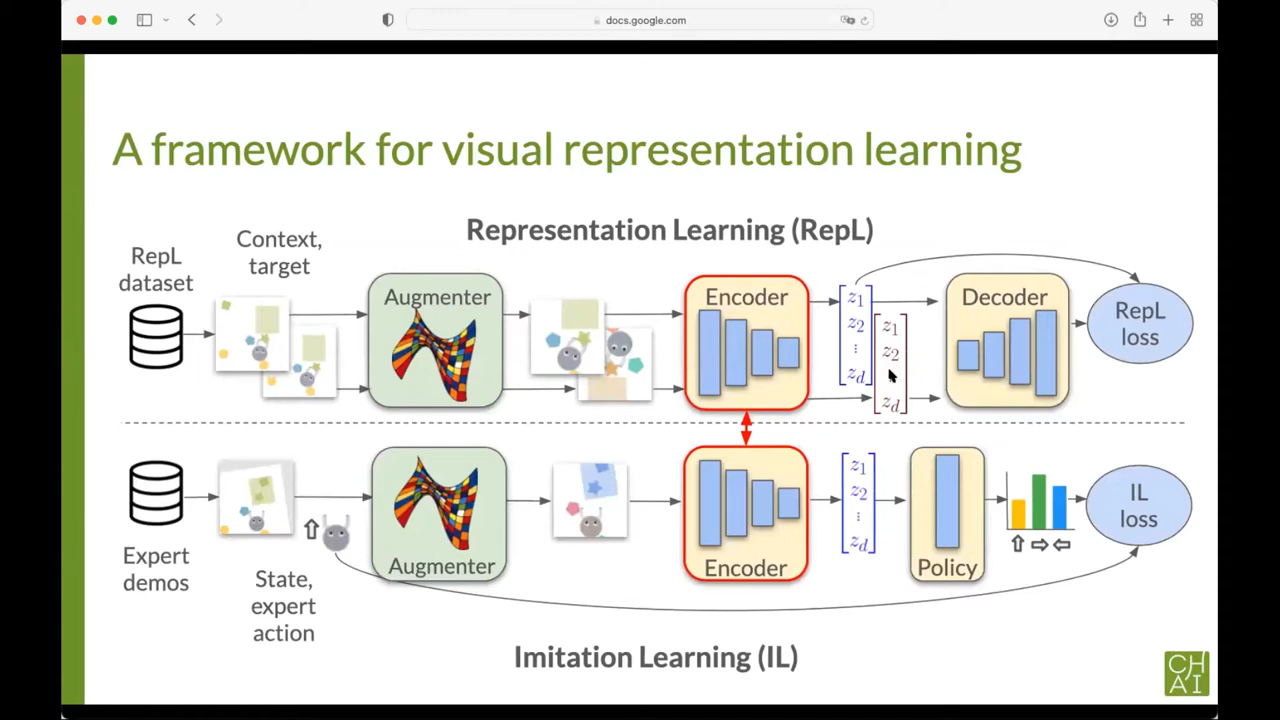 docs.google.com
A framework for visual representation learning
Representation Learning (RepL)
RepL
dataset
Context,
target
Augmenter
Encoder
z1
z2
⋮
zd
z1
z2
zd
Decoder
RepL
loss
Expert
demos
State,
expert
action
Augmenter
Encoder
z1
z2
⋮
zd
Policy
IL
loss
Imitation Learning (IL)
CH
AI